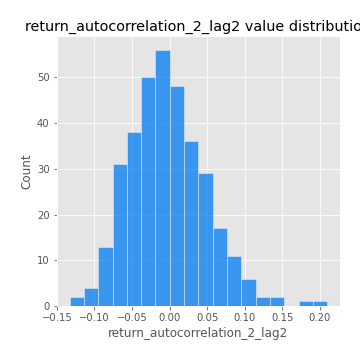 return_autocorrelation_2_lag2 value distributio
50
40
30
20
10
0
Count
−0.15 −0.10 −0.05 0.00 0.05 0.10 0.15 0.20
return_autocorrelation_2_lag2